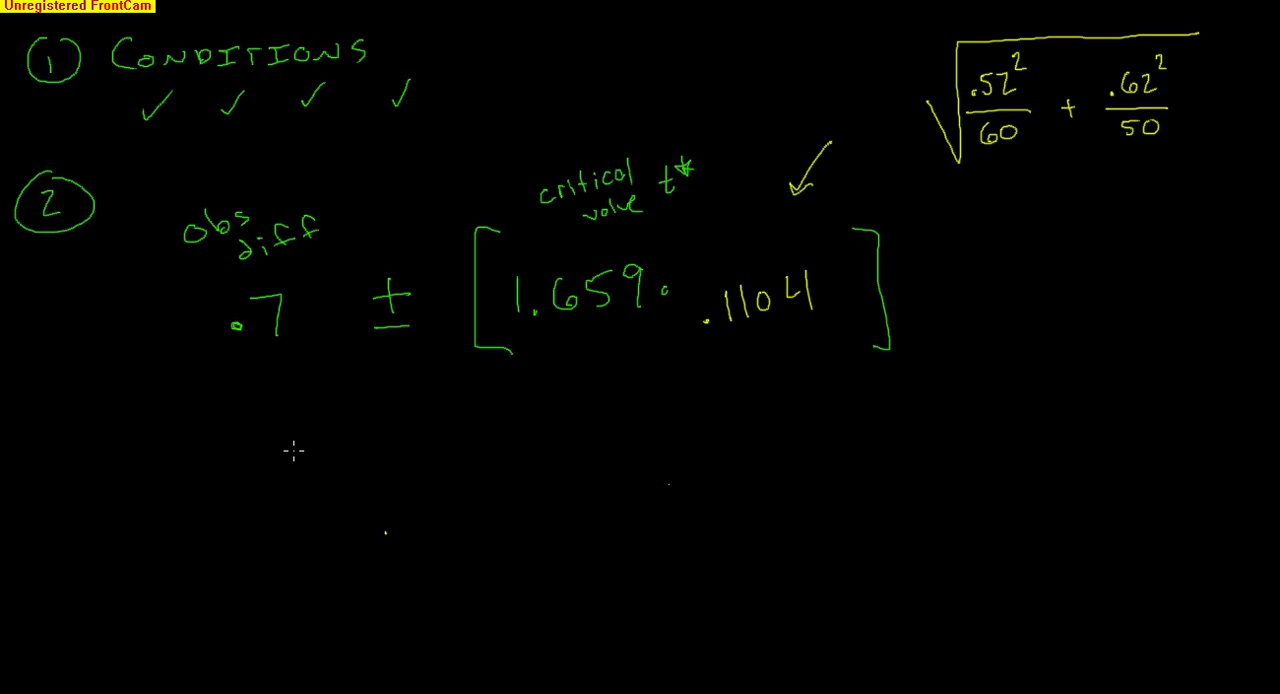 Unregistered FrontCam
1 CONDITIONS
✓ ✓ ✓ ✓
√ .52² / 60 + .62² / 50
2
obs diff
critical value t*
.7 ± [ 1.659 · .1104 ]